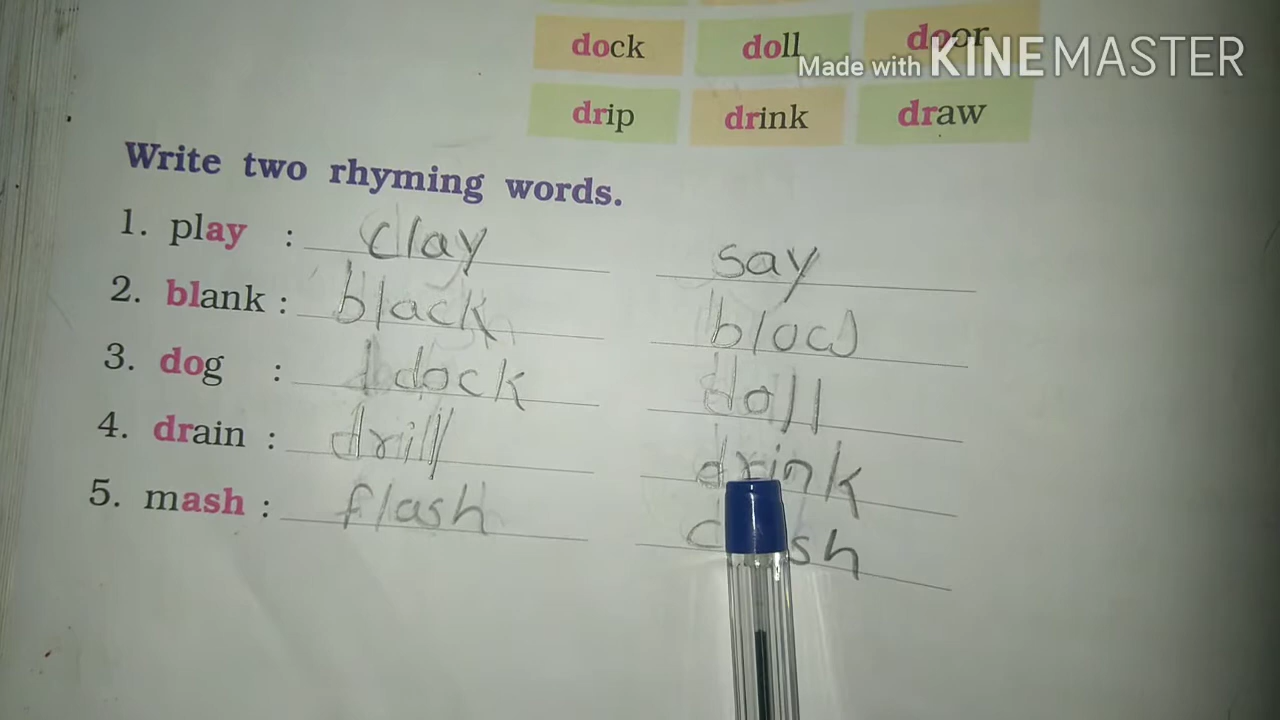 dock doll door
Made with KINEMASTER
drip drink draw
Write two rhyming words.
1. play : clay say
2. blank : black
3. dog : dock doll
4. drain : drill drink
5. mash : flash